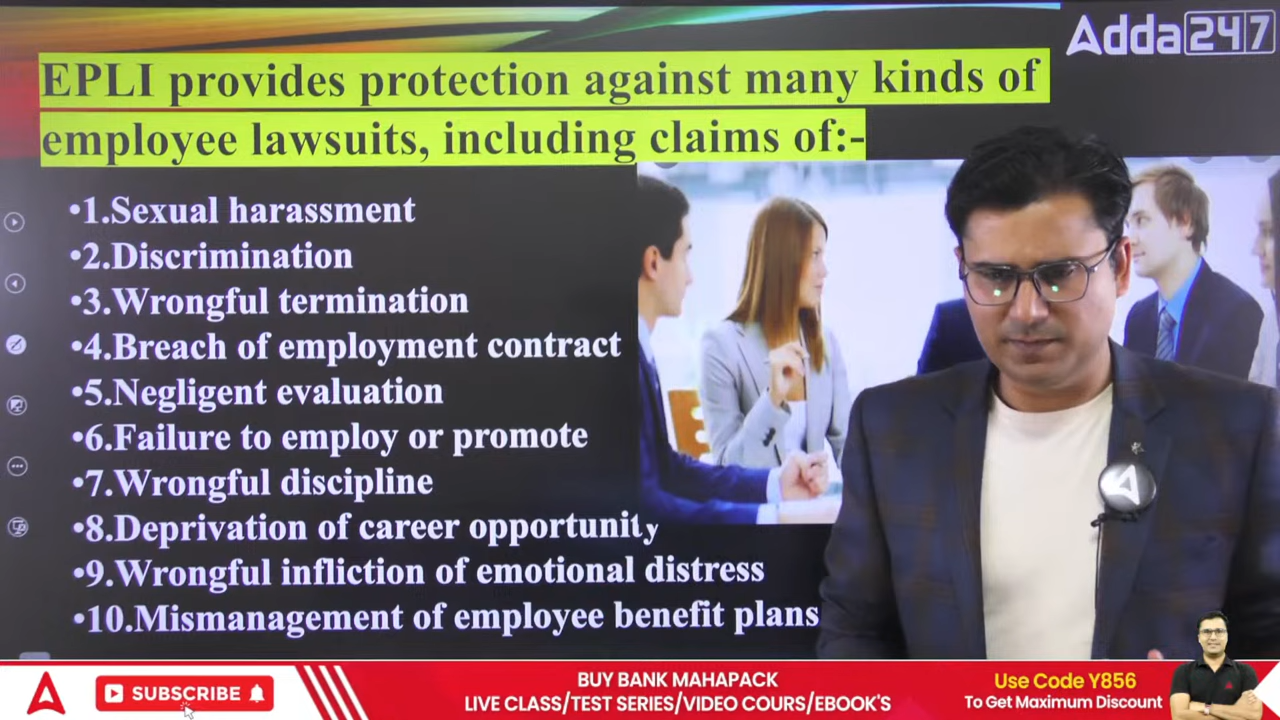 Adda247
EPLI provides protection against many kinds of
employee lawsuits, including claims of:-
•1.Sexual harassment
•2.Discrimination
•3.Wrongful termination
•4.Breach of employment contract
•5.Negligent evaluation
•6.Failure to employ or promote
•7.Wrongful discipline
•8.Deprivation of career opportunity
•9.Wrongful infliction of emotional distress
•10.Mismanagement of employee benefit plans
SUBSCRIBE
BUY BANK MAHAPACK
LIVE CLASS/TEST SERIES/VIDEO COURS/EBOOK'S
Use Code Y856
To Get Maximum Discount